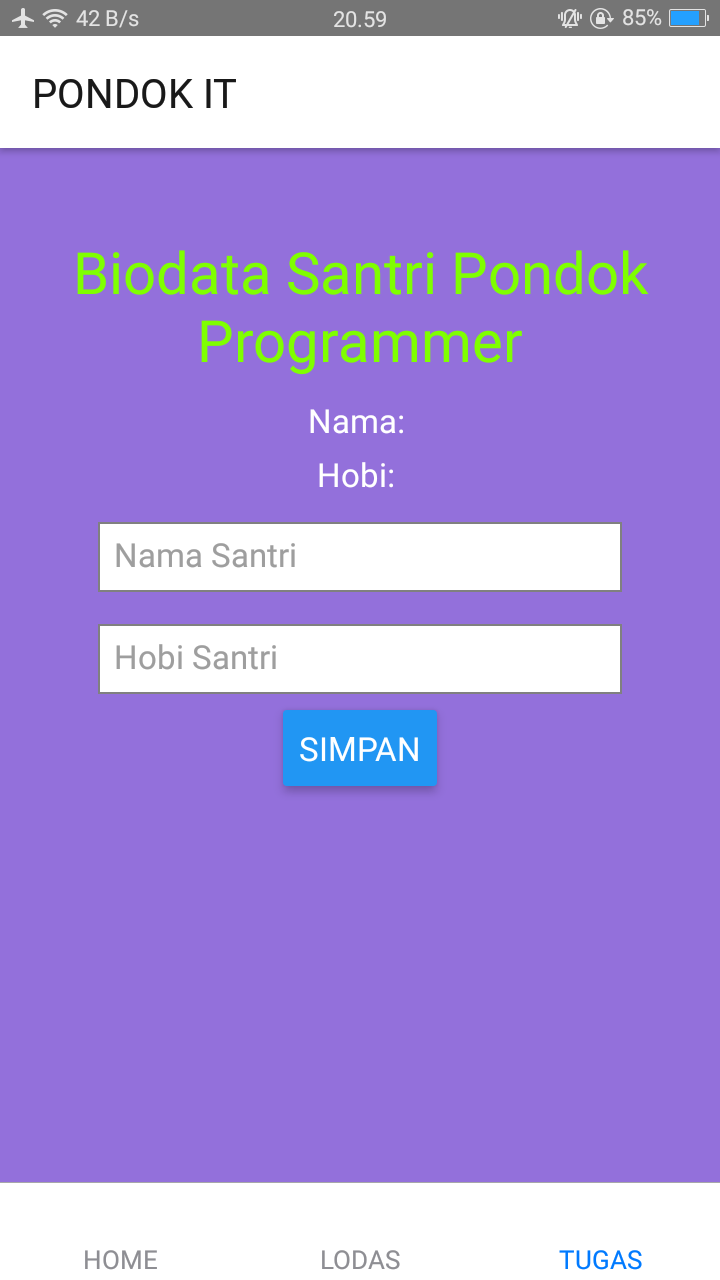 42 B/s 20.59 85%
PONDOK IT
Biodata Santri Pondok
Programmer
Nama:
Hobi:
Nama Santri
Hobi Santri
SIMPAN
HOME LODAS TUGAS